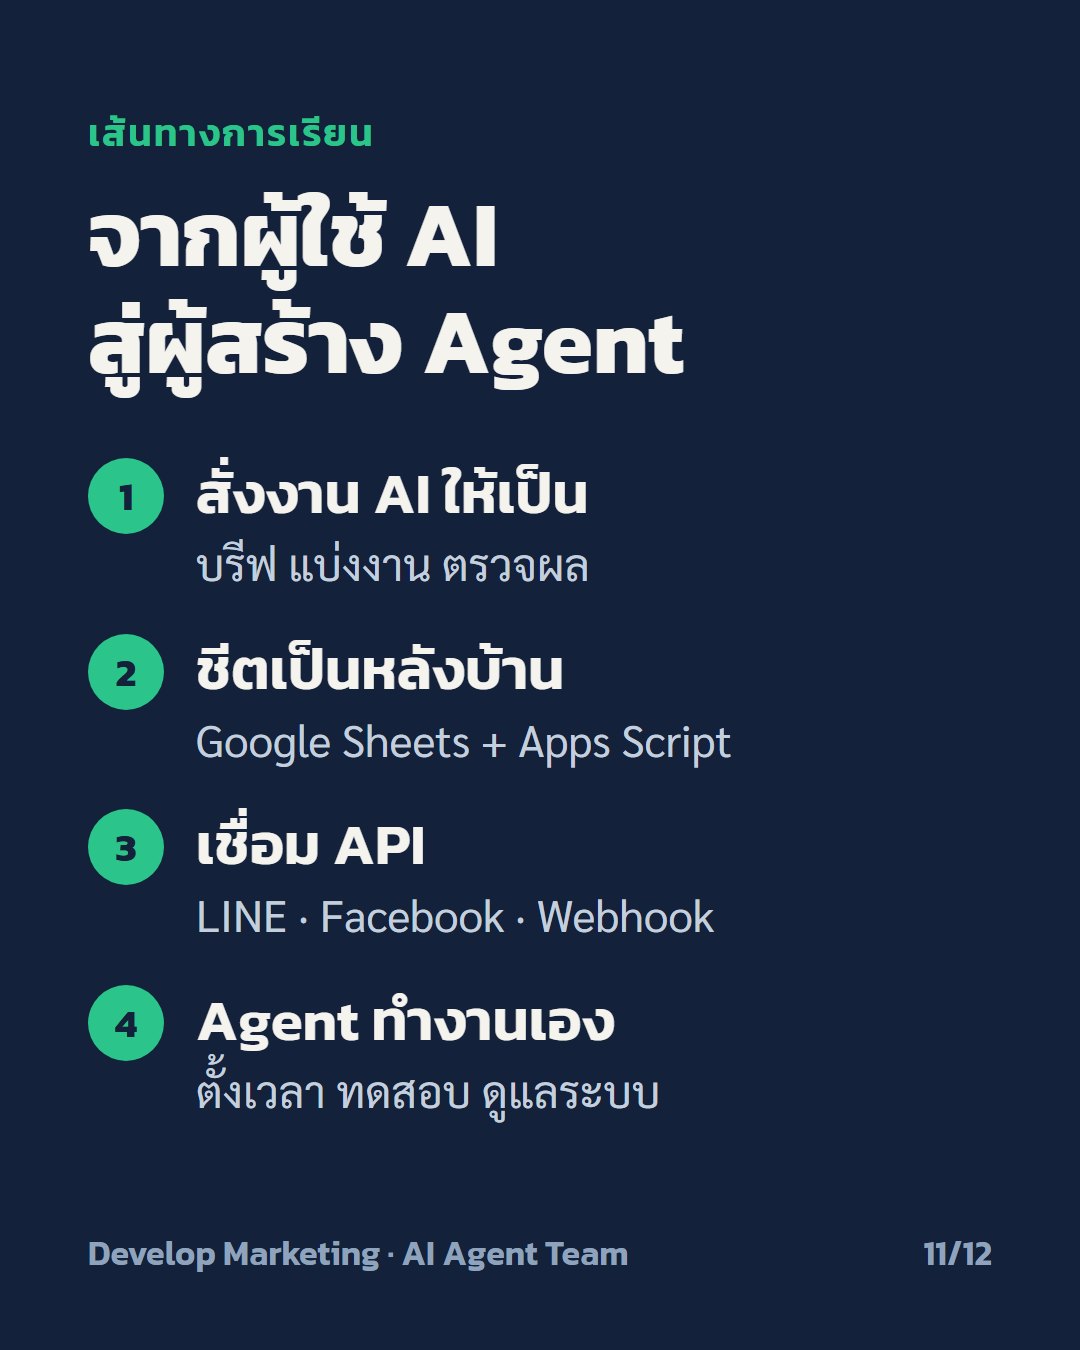 เส้นทางการเรียน
จากผู้ใช้ AI
สู่ผู้สร้าง Agent
1 สั่งงาน AI ให้เป็น
บรีฟ แบ่งงาน ตรวจผล
2 ชีตเป็นหลังบ้าน
Google Sheets + Apps Script
3 เชื่อม API
LINE · Facebook · Webhook
4 Agent ทำงานเอง
ตั้งเวลา ทดสอบ ดูแลระบบ
Develop Marketing · AI Agent Team 11/12